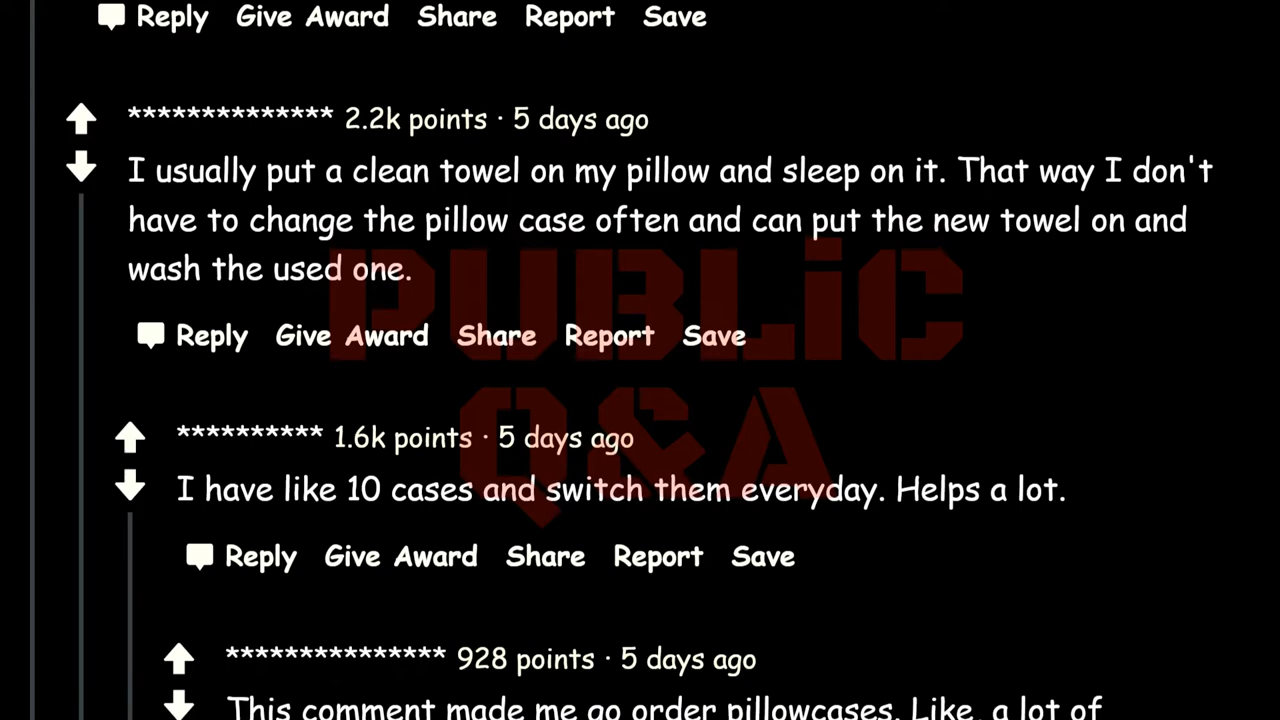 Reply Give Award Share Report Save
************** 2.2k points · 5 days ago
I usually put a clean towel on my pillow and sleep on it. That way I don't
have to change the pillow case often and can put the new towel on and
wash the used one.
PUBLiC
Reply Give Award Share Report Save
Q&A
********** 1.6k points · 5 days ago
I have like 10 cases and switch them everyday. Helps a lot.
Reply Give Award Share Report Save
*************** 928 points · 5 days ago
This comment made me go order pillowcases. Like, a lot of